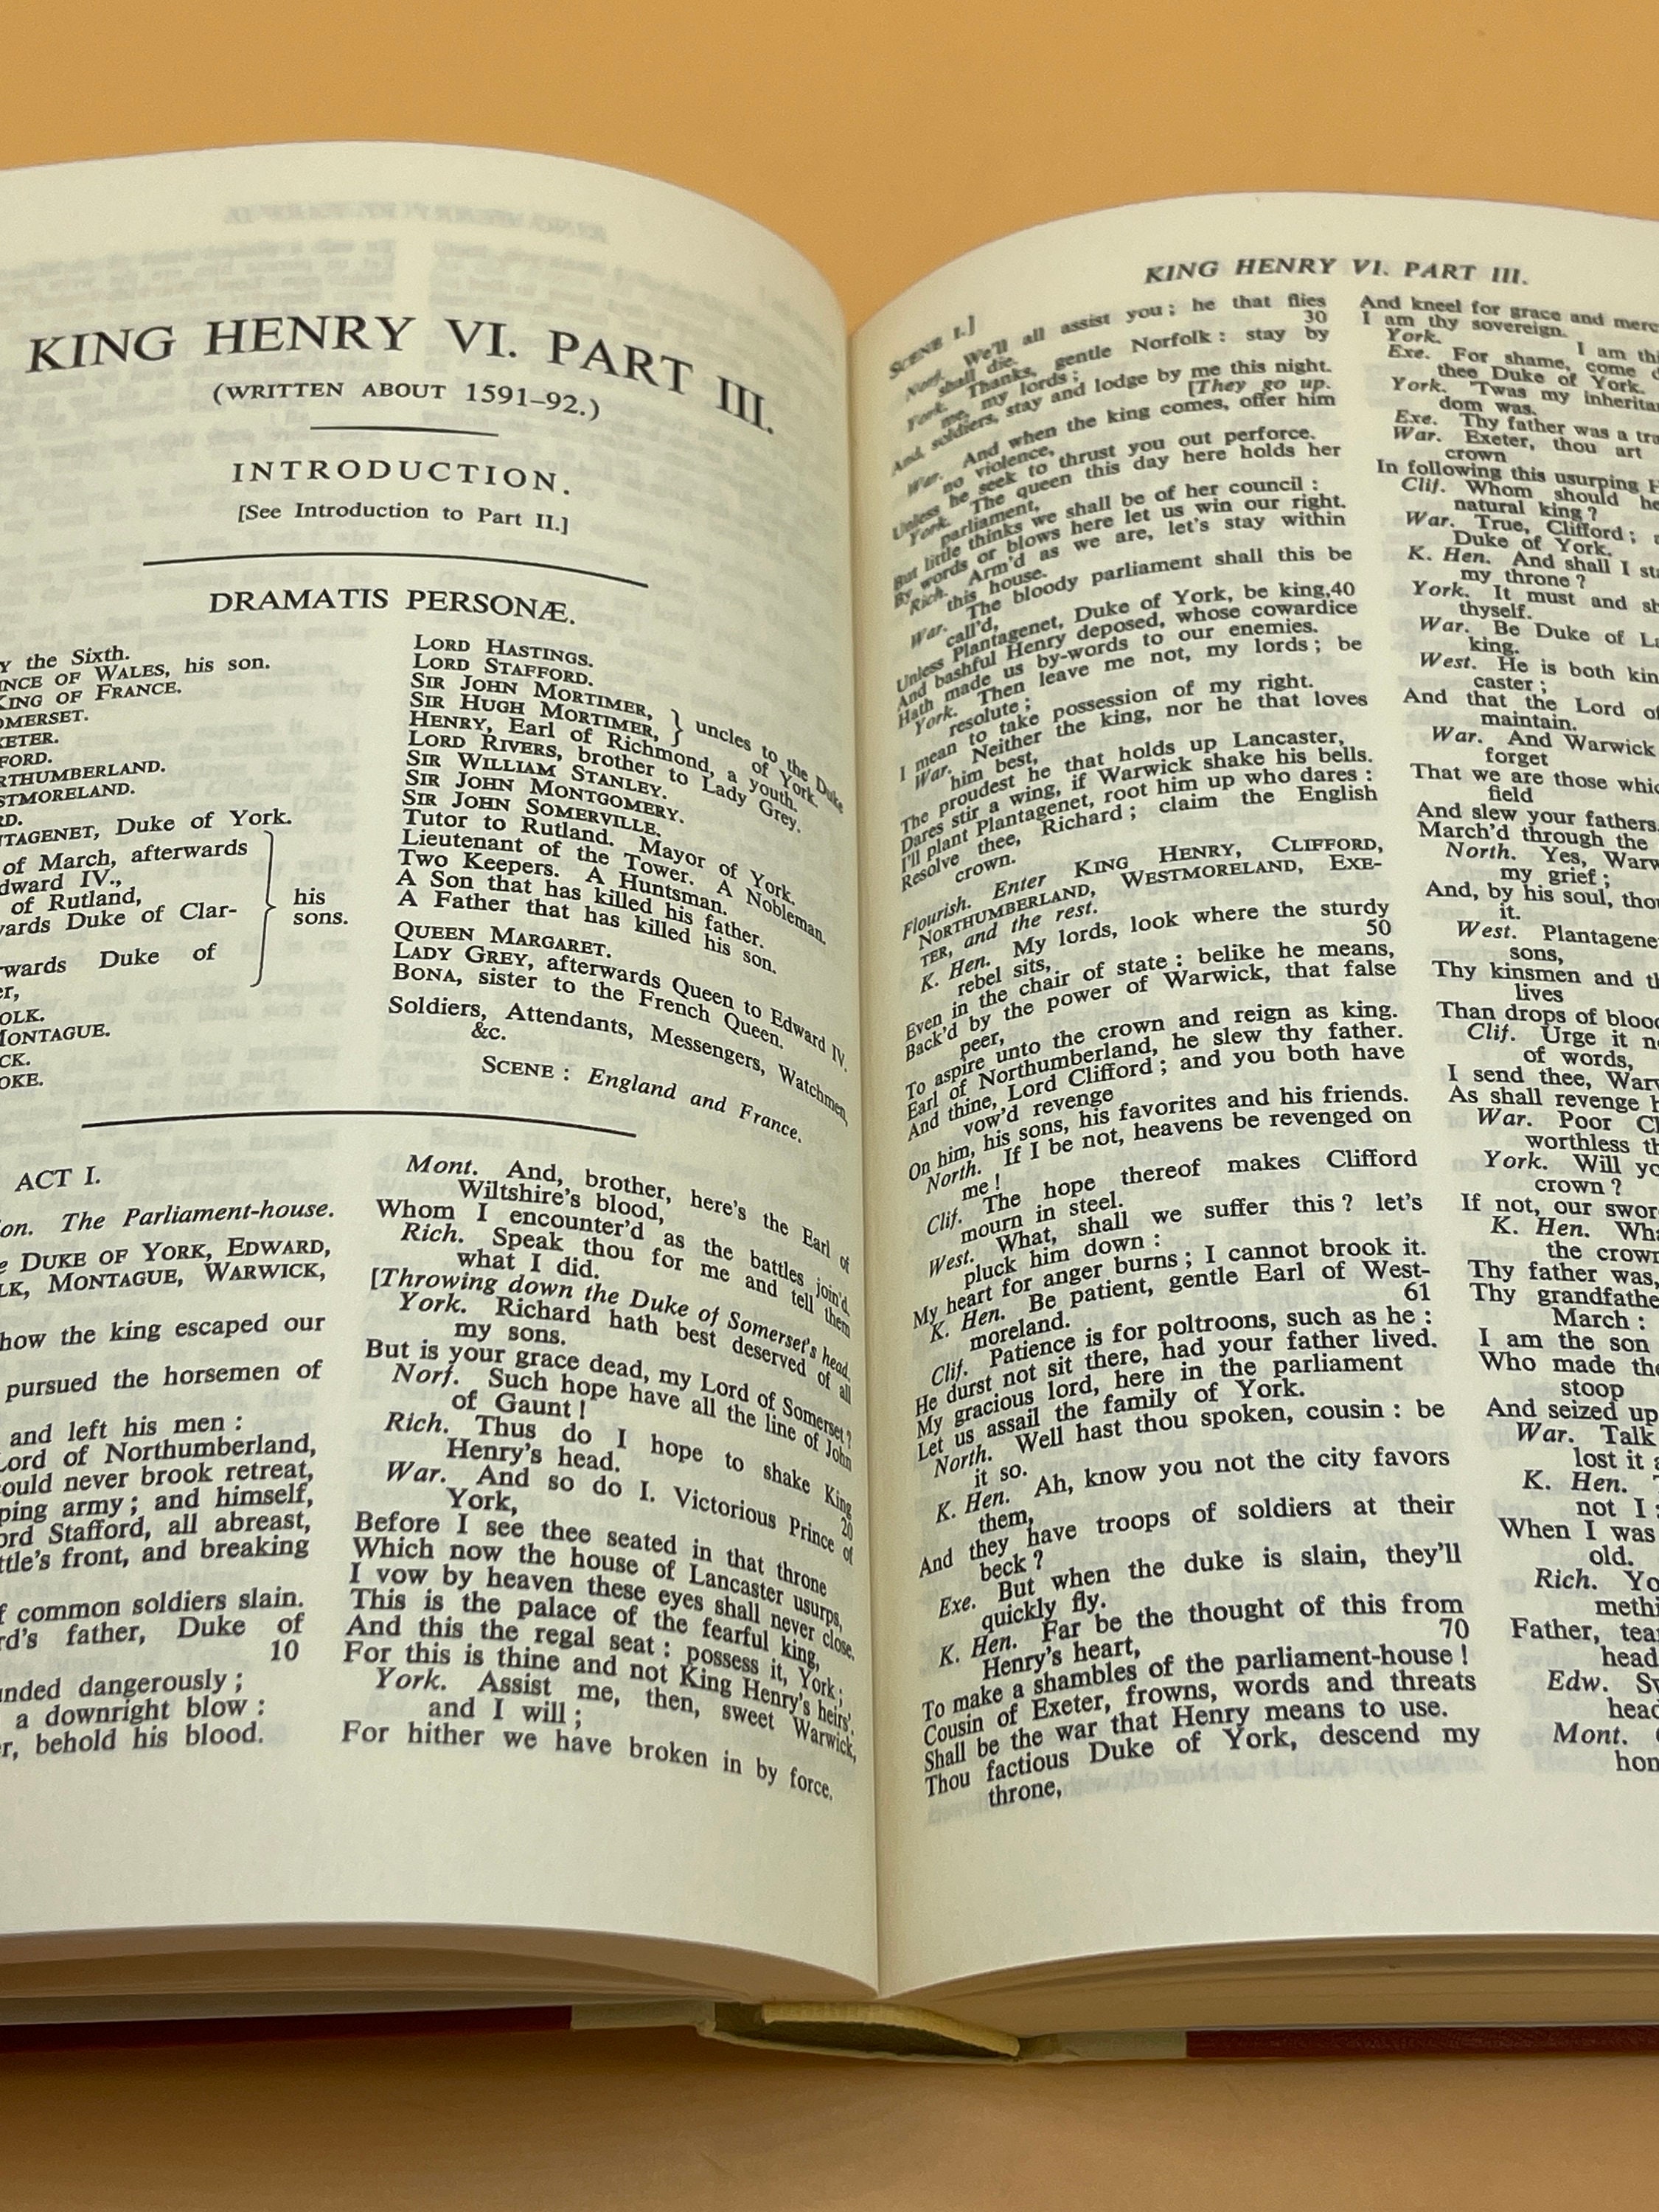 KING HENRY VI. PART III.
(WRITTEN ABOUT 1591–92.)
INTRODUCTION.
[See Introduction to Part II.]
DRAMATIS PERSONÆ.
Y the Sixth.
NCE OF WALES, his son.
KING OF FRANCE.
OMERSET.
XETER.
FORD.
RTHUMBERLAND.
STMORELAND.
RD.
NTAGENET, Duke of York.
of March, afterwards
dward IV.,
of Rutland,
wards Duke of Clar-
his
sons.
rwards Duke of
er,
OLK.
MONTAGUE.
CK.
OKE.
LORD HASTINGS.
LORD STAFFORD.
SIR JOHN MORTIMER,
SIR HUGH MORTIMER,
} uncles to the Duke
of York.
HENRY, Earl of Richmond, a youth.
LORD RIVERS, brother to Lady Grey.
SIR WILLIAM STANLEY.
SIR JOHN MONTGOMERY.
SIR JOHN SOMERVILLE.
Tutor to Rutland. Mayor of York.
Lieutenant of the Tower. A Nobleman.
Two Keepers. A Huntsman.
A Son that has killed his father.
A Father that has killed his son.
QUEEN MARGARET.
LADY GREY, afterwards Queen to Edward IV.
BONA, sister to the French Queen.
Soldiers, Attendants, Messengers, Watchmen,
&c.
SCENE : England and France.
ACT I.
on. The Parliament-house.
e DUKE OF YORK, EDWARD,
LK, MONTAGUE, WARWICK,
how the king escaped our
pursued the horsemen of
and left his men :
Lord of Northumberland,
ould never brook retreat,
ping army ; and himself,
ord Stafford, all abreast,
ttle's front, and breaking
f common soldiers slain.
rd's father, Duke of
10
unded dangerously ;
a downright blow :
r, behold his blood.
Mont. And, brother, here's the Earl of
Wiltshire's blood,
Whom I encounter'd as the battles join'd.
Rich. Speak thou for me and tell them
what I did.
[Throwing down the Duke of Somerset's head.
York. Richard hath best deserved of all
my sons.
But is your grace dead, my Lord of Somerset ?
Norf. Such hope have all the line of John
of Gaunt !
Rich. Thus do I hope to shake King
Henry's head.
20
War. And so do I. Victorious Prince of
York,
Before I see thee seated in that throne
Which now the house of Lancaster usurps,
I vow by heaven these eyes shall never close.
This is the palace of the fearful king,
And this the regal seat : possess it, York ;
For this is thine and not King Henry's heirs'.
York. Assist me, then, sweet Warwick,
and I will ;
For hither we have broken in by force.
KING HENRY VI. PART III.
SCENE I.]
Norf. We'll all assist you ; he that flies
shall die.
30
York. Thanks, gentle Norfolk : stay by
me, my lords ;
And, soldiers, stay and lodge by me this night.
[They go up.
War. And when the king comes, offer him
no violence,
Unless he seek to thrust you out perforce.
York. The queen this day here holds her
parliament,
But little thinks we shall be of her council :
By words or blows here let us win our right.
Rich. Arm'd as we are, let's stay within
this house.
War. The bloody parliament shall this be
call'd,
Unless Plantagenet, Duke of York, be king,40
And bashful Henry deposed, whose cowardice
Hath made us by-words to our enemies.
York. Then leave me not, my lords ; be
resolute ;
I mean to take possession of my right.
War. Neither the king, nor he that loves
him best,
The proudest he that holds up Lancaster,
Dares stir a wing, if Warwick shake his bells.
I'll plant Plantagenet, root him up who dares :
Resolve thee, Richard ; claim the English
crown.
Flourish. Enter KING HENRY, CLIFFORD,
NORTHUMBERLAND, WESTMORELAND, EXE-
TER, and the rest.
K. Hen. My lords, look where the sturdy
rebel sits,
50
Even in the chair of state : belike he means,
Back'd by the power of Warwick, that false
peer,
To aspire unto the crown and reign as king.
Earl of Northumberland, he slew thy father.
And thine, Lord Clifford ; and you both have
vow'd revenge
On him, his sons, his favorites and his friends.
North. If I be not, heavens be revenged on
me !
Clif. The hope thereof makes Clifford
mourn in steel.
West. What, shall we suffer this ? let's
pluck him down :
My heart for anger burns ; I cannot brook it.
K. Hen. Be patient, gentle Earl of West-
moreland.
61
Clif. Patience is for poltroons, such as he :
He durst not sit there, had your father lived.
My gracious lord, here in the parliament
Let us assail the family of York.
North. Well hast thou spoken, cousin : be
it so.
K. Hen. Ah, know you not the city favors
them,
And they have troops of soldiers at their
beck ?
Exe. But when the duke is slain, they'll
quickly fly.
K. Hen. Far be the thought of this from
Henry's heart,
70
To make a shambles of the parliament-house !
Cousin of Exeter, frowns, words and threats
Shall be the war that Henry means to use.
Thou factious Duke of York, descend my
throne,
And kneel for grace and merc
I am thy sovereign.
York. I am thi
Exe. For shame, come d
thee Duke of York.
York. 'Twas my inherita
dom was.
Exe. Thy father was a tra
War. Exeter, thou art
crown
In following this usurping H
Clif. Whom should he
natural king ?
War. True, Clifford ; a
Duke of York.
K. Hen. And shall I sta
my throne ?
York. It must and sh
thyself.
War. Be Duke of La
king.
West. He is both kin
caster ;
And that the Lord of
maintain.
War. And Warwick
forget
That we are those whic
field
And slew your fathers,
March'd through the
North. Yes, Warw
my grief ;
And, by his soul, thou
it.
West. Plantagene
sons,
Thy kinsmen and th
lives
Than drops of blood
Clif. Urge it n
of words,
I send thee, Warw
As shall revenge h
War. Poor Cl
worthless th
York. Will yo
crown ?
If not, our swor
K. Hen. Wha
the crown
Thy father was,
Thy grandfathe
March :
I am the son
Who made the
stoop
And seized up
War. Talk
lost it a
K. Hen. T
not I :
When I was
old.
Rich. Yo
methi
Father, tear
head
Edw. Sw
head
Mont.
hon